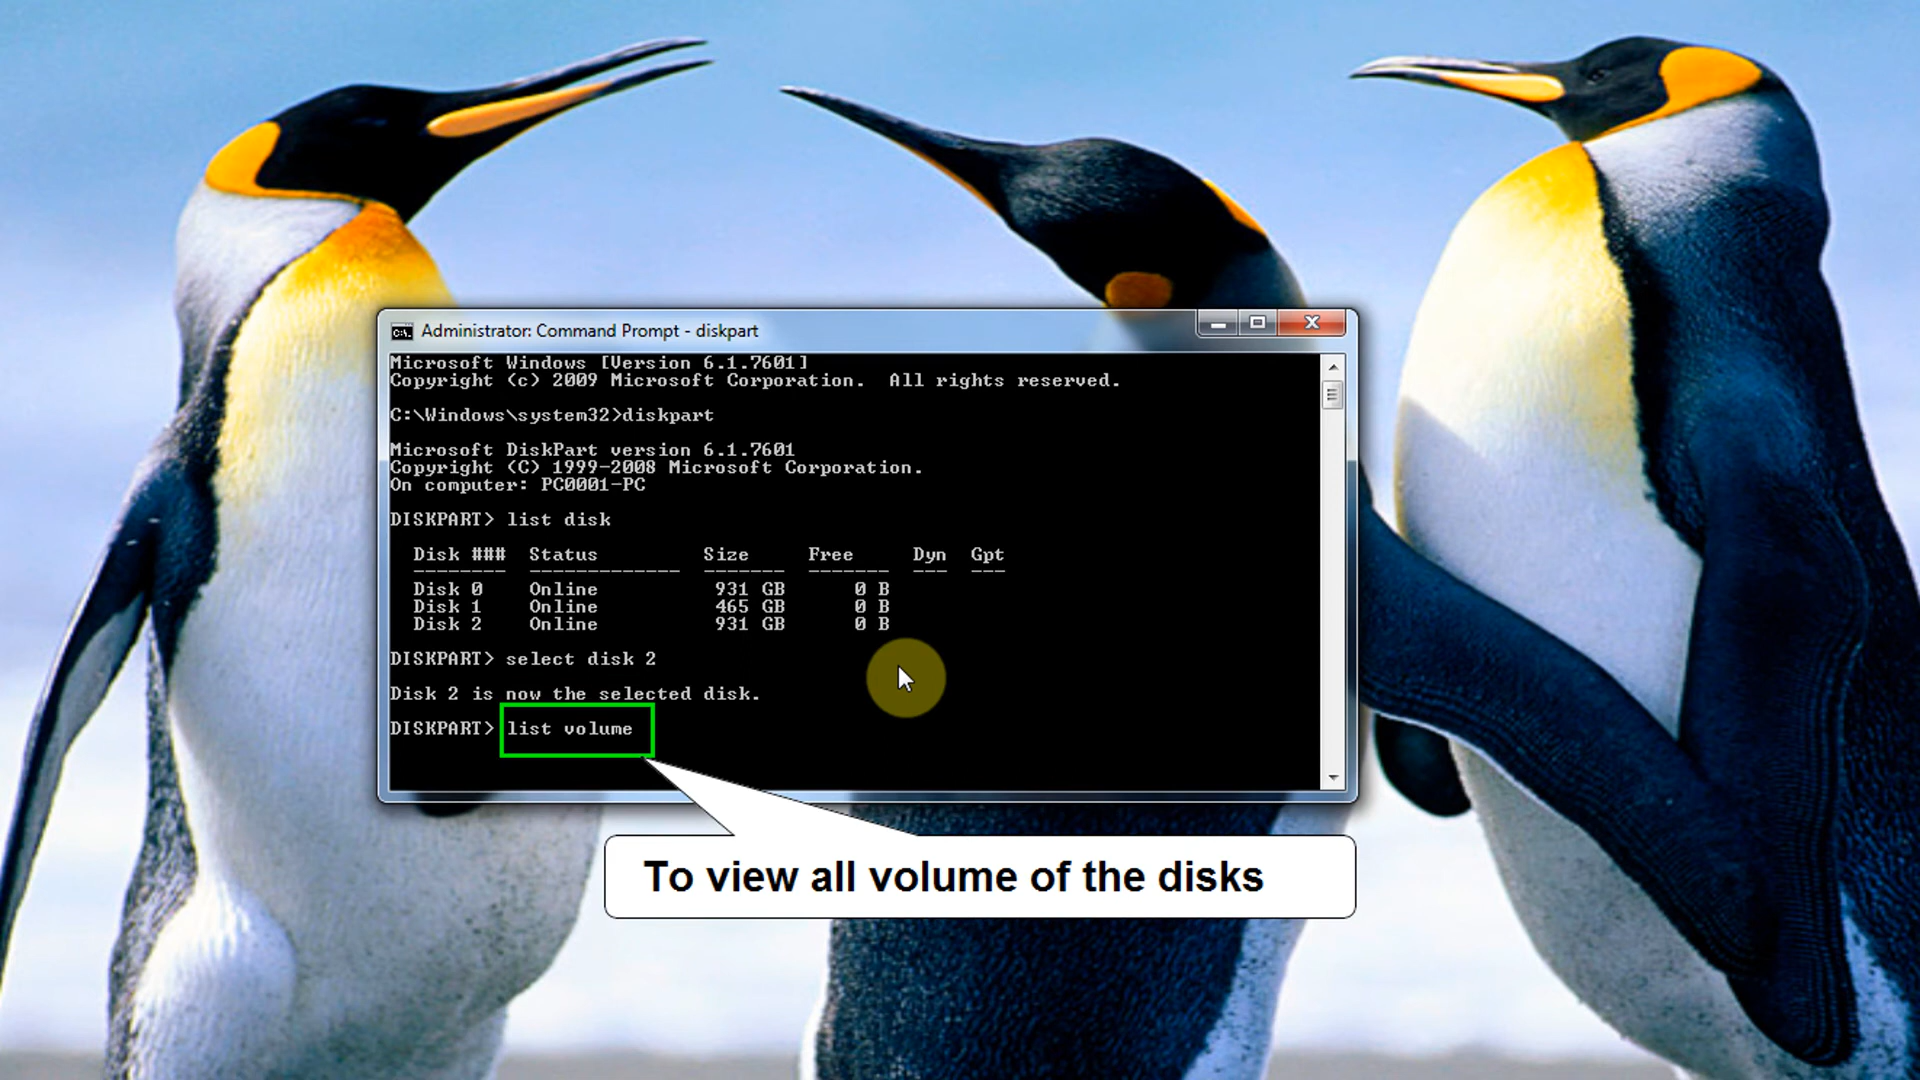 Administrator: Command Prompt - diskpart
Microsoft Windows [Version 6.1.7601]
Copyright (c) 2009 Microsoft Corporation.  All rights reserved.
C:\Windows\system32>diskpart
Microsoft DiskPart version 6.1.7601
Copyright (C) 1999-2008 Microsoft Corporation.
On computer: PC0001-PC
DISKPART> list disk
Disk ###  Status         Size     Free     Dyn  Gpt
--------  -------------  -------  -------  ---  ---
Disk 0    Online          931 GB      0 B
Disk 1    Online          465 GB      0 B
Disk 2    Online          931 GB      0 B
DISKPART> select disk 2
Disk 2 is now the selected disk.
DISKPART> list volume
To view all volume of the disks